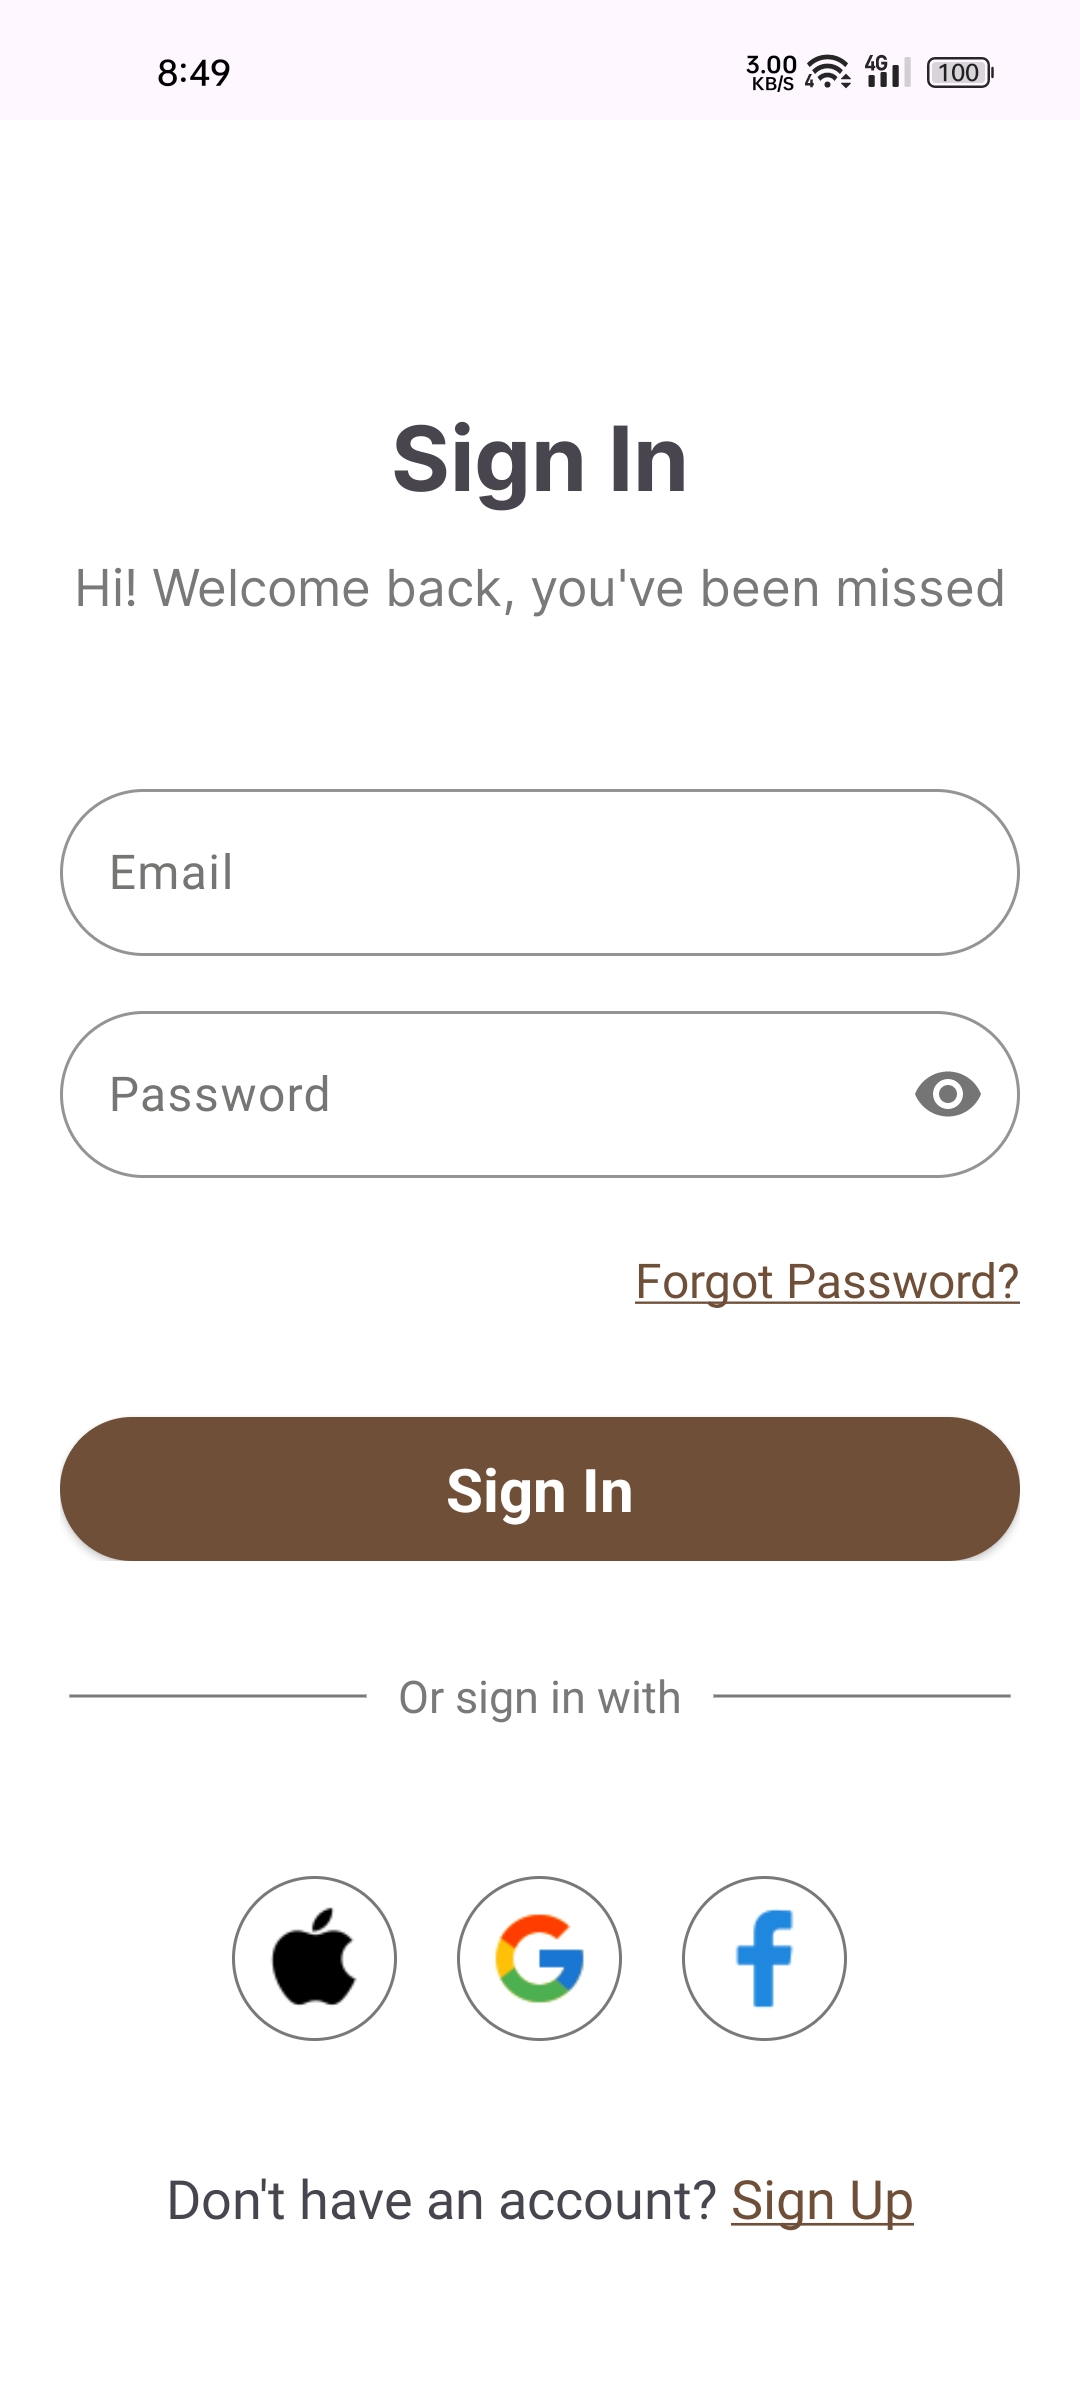 8:49
3.00
KB/S
4
4G
100
Sign In
Hi! Welcome back, you've been missed
Email
Password
Forgot Password?
Sign In
Or sign in with
Don't have an account? Sign Up